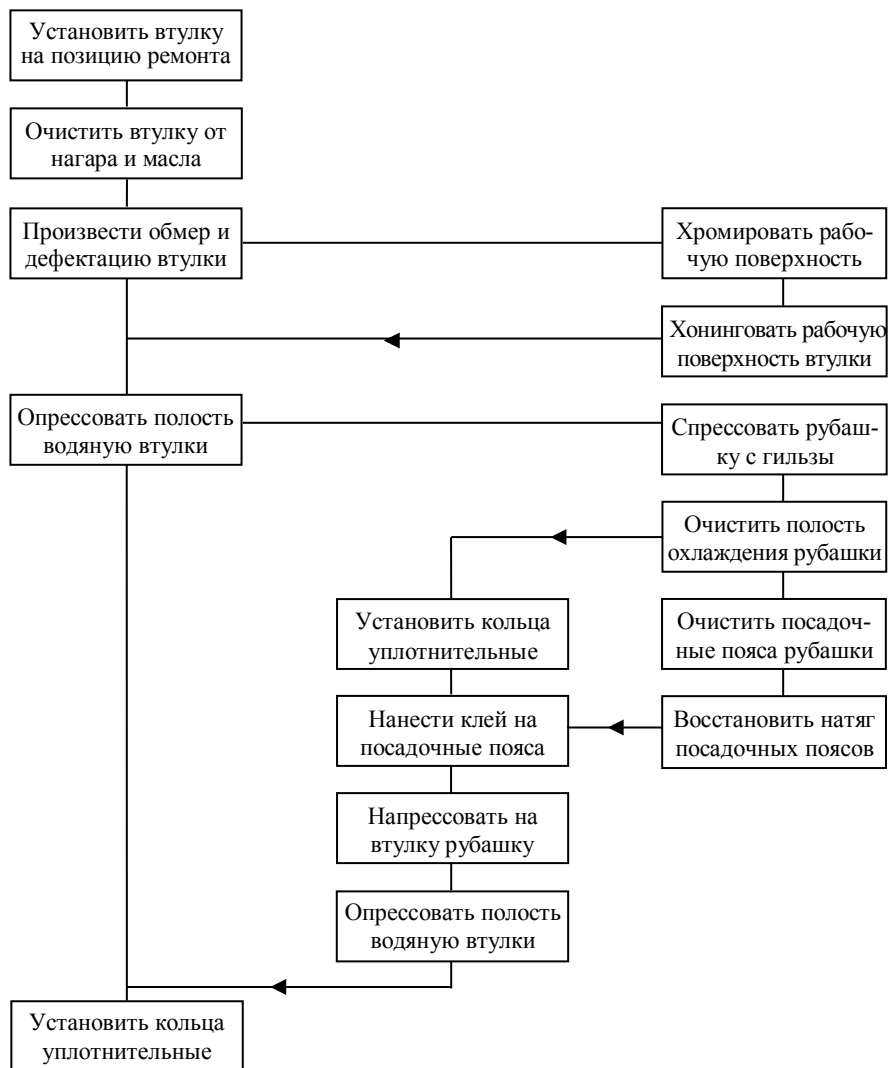 Установить втулку
на позицию ремонта
Очистить втулку от
нагара и масла
Произвести обмер и
дефектацию втулки
Хромировать рабо-
чую поверхность
Хонинговать рабочую
поверхность втулки
Опрессовать полость
водяную втулки
Спрессовать рубаш-
ку с гильзы
Очистить полость
охлаждения рубашки
Установить кольца
уплотнительные
Очистить посадоч-
ные пояса рубашки
Нанести клей на
посадочные пояса
Восстановить натяг
посадочных поясов
Напрессовать на
втулку рубашку
Опрессовать полость
водяную втулки
Установить кольца
уплотнительные